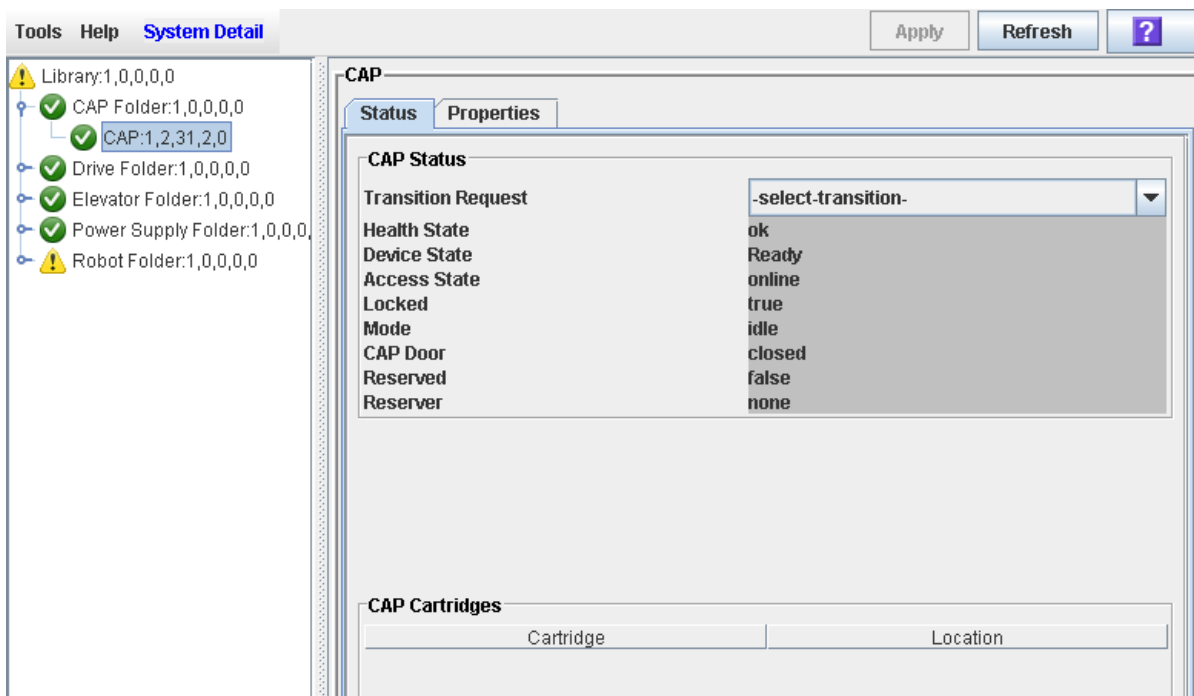 Tools Help System Detail Apply Refresh ?
Library:1,0,0,0,0
CAP Folder:1,0,0,0,0
CAP:1,2,31,2,0
Drive Folder:1,0,0,0,0
Elevator Folder:1,0,0,0,0
Power Supply Folder:1,0,0,0,
Robot Folder:1,0,0,0,0
CAP
Status Properties
CAP Status
Transition Request -select-transition-
Health State ok
Device State Ready
Access State online
Locked true
Mode idle
CAP Door closed
Reserved false
Reserver none
CAP Cartridges
Cartridge Location